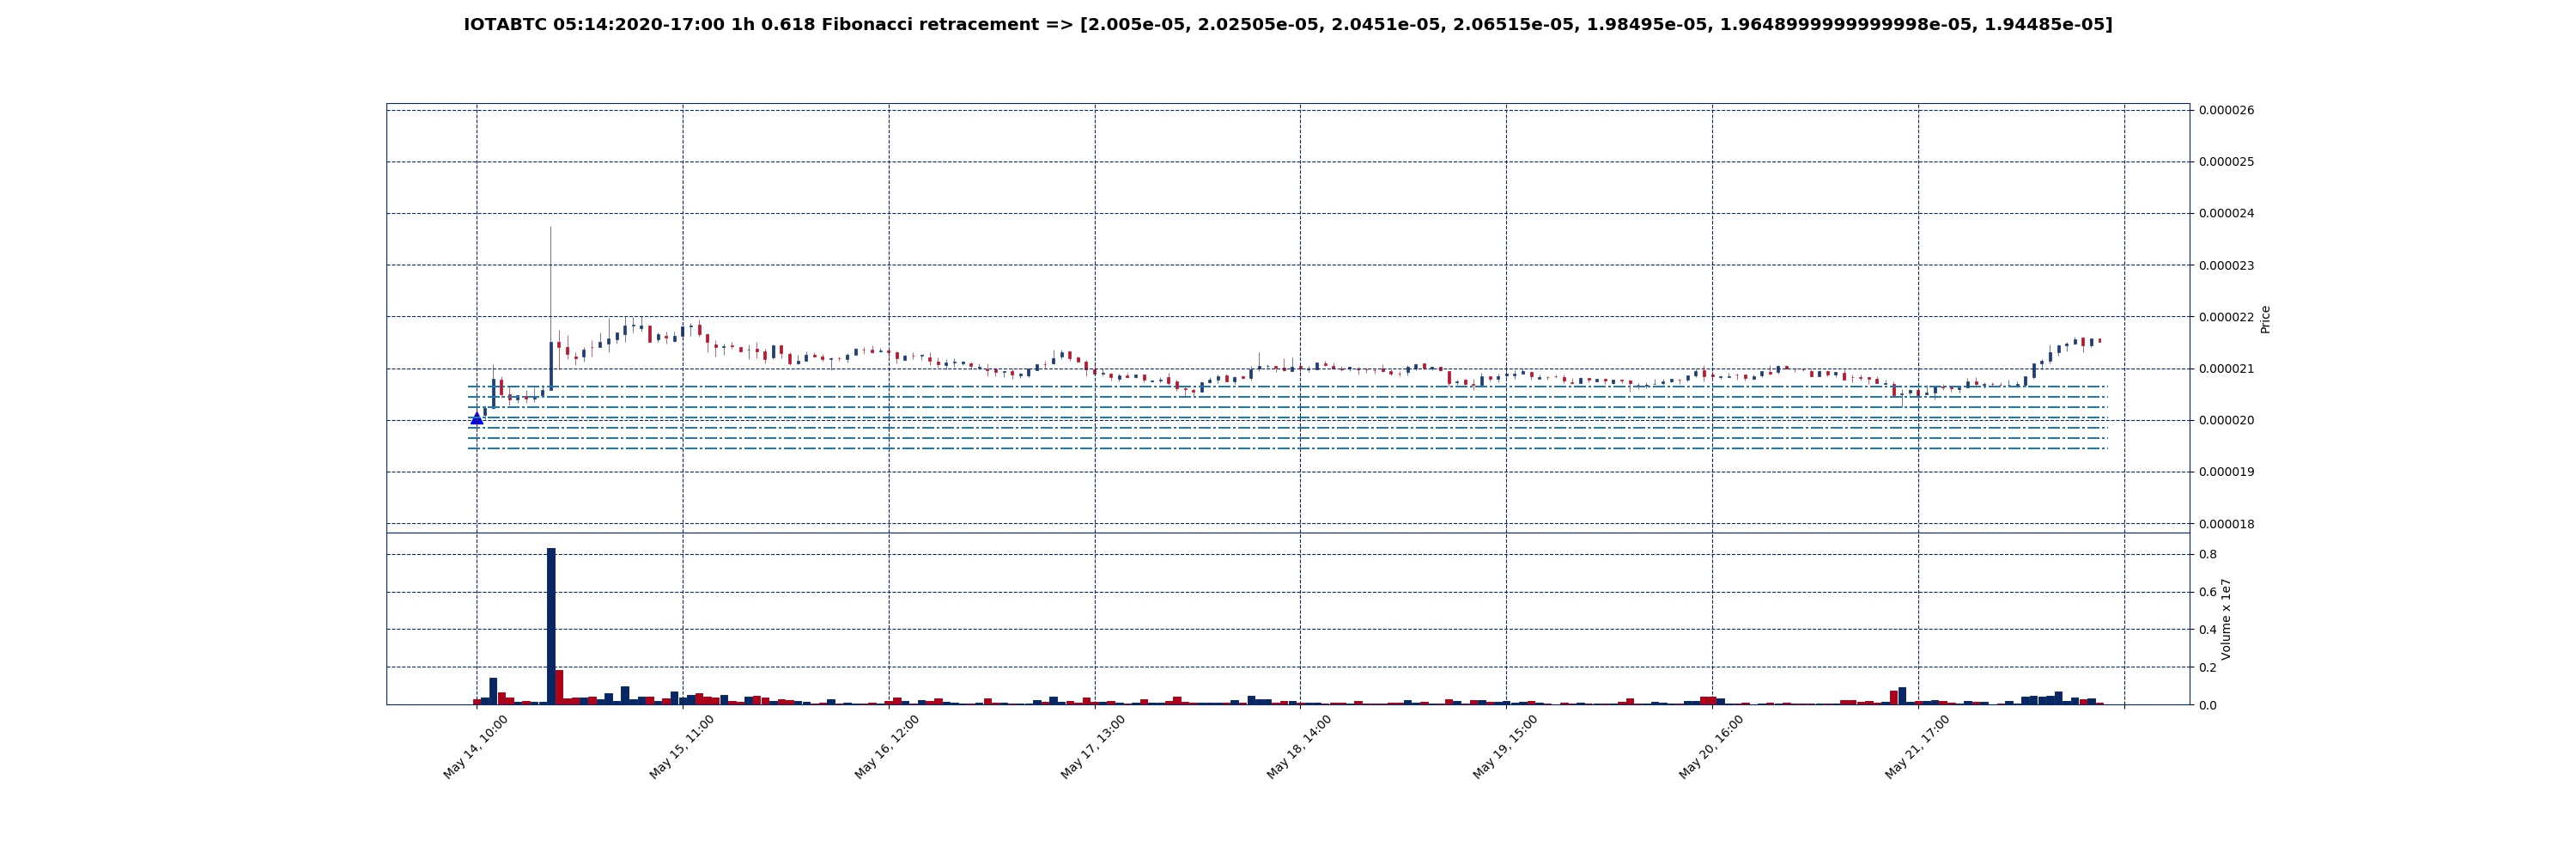 IOTABTC 05:14:2020-17:00 1h 0.618 Fibonacci retracement => [2.005e-05, 2.02505e-05, 2.0451e-05, 2.06515e-05, 1.98495e-05, 1.9648999999999998e-05, 1.94485e-05]
0.000026
0.000025
0.000024
0.000023
0.000022
0.000021
0.000020
0.000019
0.000018
Price
0.8
0.6
0.4
0.2
0.0
Volume x 1e7
May 14, 10:00
May 15, 11:00
May 16, 12:00
May 17, 13:00
May 18, 14:00
May 19, 15:00
May 20, 16:00
May 21, 17:00